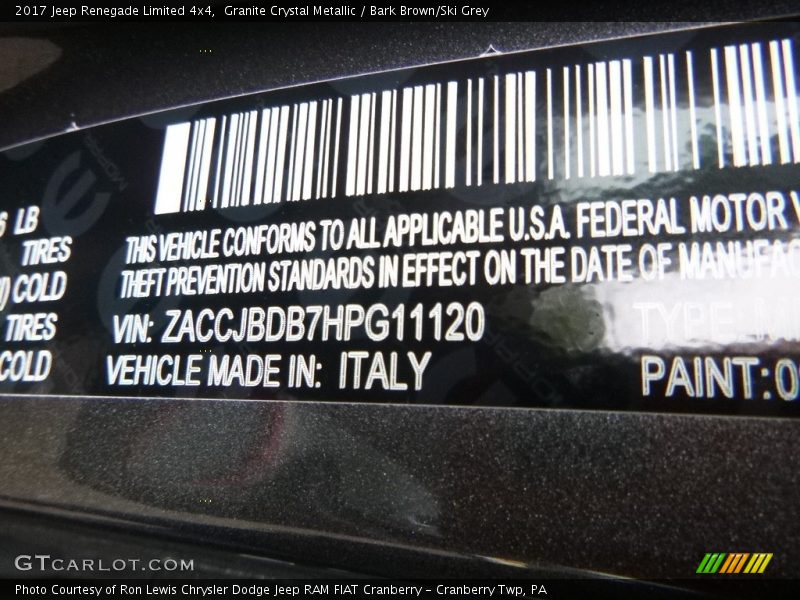 2017 Jeep Renegade Limited 4x4, Granite Crystal Metallic / Bark Brown/Ski Grey
LB
TIRES
COLD
TIRES
COLD
MOPAR
THIS VEHICLE CONFORMS TO ALL APPLICABLE U.S.A. FEDERAL MOTOR V
THEFT PREVENTION STANDARDS IN EFFECT ON THE DATE OF MANUFAC
VIN: ZACCJBDB7HPG11120
TYPE
VEHICLE MADE IN: ITALY
PAINT:0
GTCARLOT.COM
Photo Courtesy of Ron Lewis Chrysler Dodge Jeep RAM FIAT Cranberry – Cranberry Twp, PA